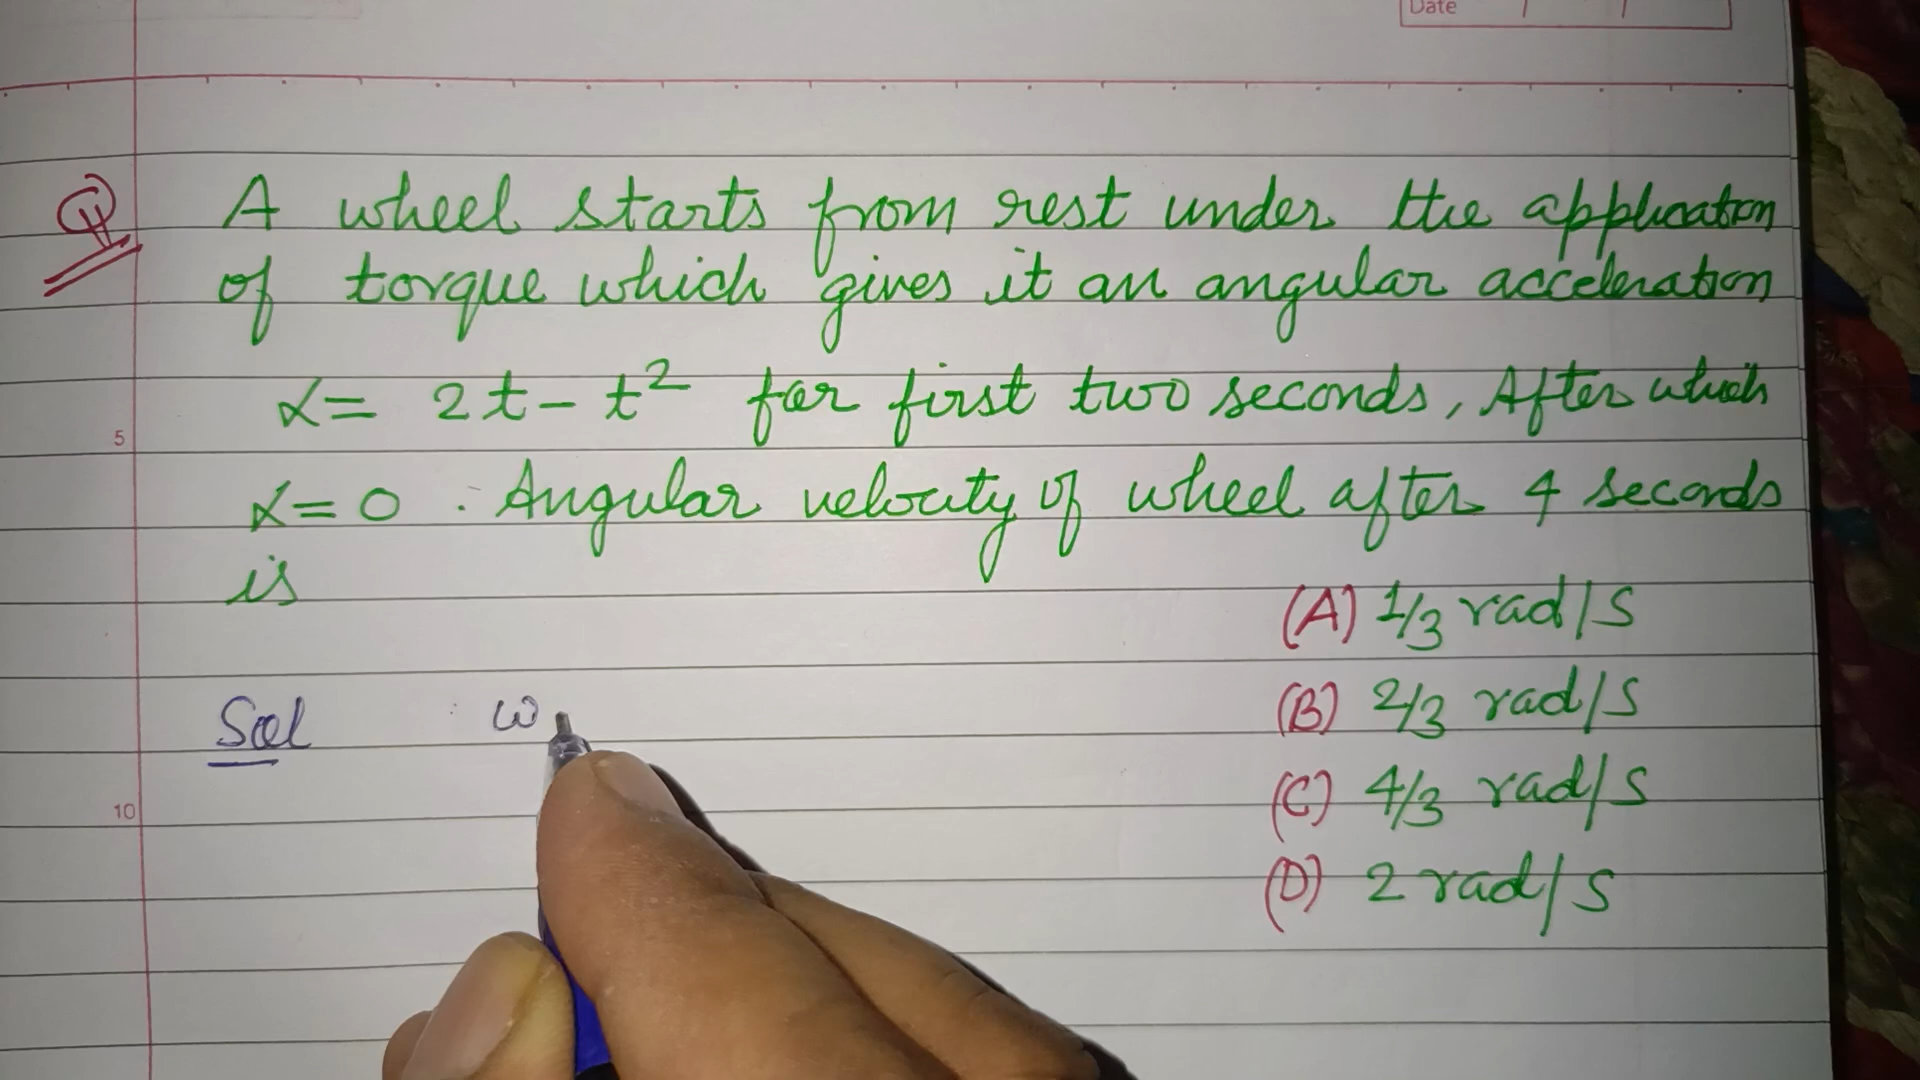 Date / /
Q A wheel starts from rest under the application
of torque which gives it an angular acceleration
α = 2t - t² for first two seconds, After which
α = 0 . Angular velocity of wheel after 4 seconds
is
(A) 1/3 rad/s
(B) 2/3 rad/s
(C) 4/3 rad/s
(D) 2 rad/s
Sol ω
5
10